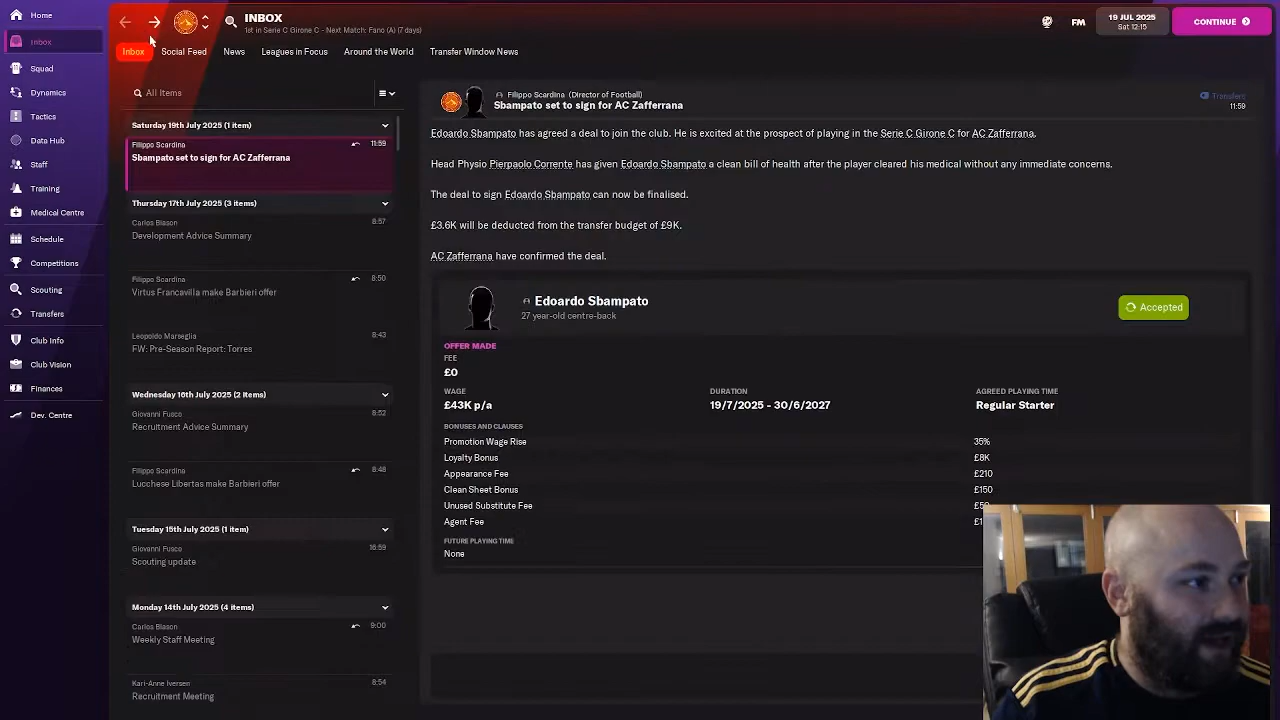 Home
Inbox
Squad
Dynamics
Tactics
Data Hub
Staff
Training
Medical Centre
Schedule
Competitions
Scouting
Transfers
Club Info
Club Vision
Finances
Dev. Centre
INBOX
1st in Serie C Girone C - Next Match: Fano (A) (7 days)
FM
19 JUL 2025
Sat 12:15
CONTINUE
Inbox
Social Feed
News
Leagues in Focus
Around the World
Transfer Window News
All Items
Saturday 19th July 2025 (1 item)
Filippo Scardina
11:59
Sbampato set to sign for AC Zafferrana
Thursday 17th July 2025 (3 items)
Carlos Blason
8:57
Development Advice Summary
Filippo Scardina
8:50
Virtus Francavilla make Barbieri offer
Leopoldo Marseglia
8:43
FW: Pre-Season Report: Torres
Wednesday 16th July 2025 (2 items)
Giovanni Fusco
8:52
Recruitment Advice Summary
Filippo Scardina
8:48
Lucchese Libertas make Barbieri offer
Tuesday 15th July 2025 (1 item)
Giovanni Fusco
16:59
Scouting update
Monday 14th July 2025 (4 items)
Carlos Blason
9:00
Weekly Staff Meeting
Kari-Anne Iversen
8:54
Recruitment Meeting
Filippo Scardina (Director of Football)
Sbampato set to sign for AC Zafferrana
Transfers
11:59
Edoardo Sbampato has agreed a deal to join the club. He is excited at the prospect of playing in the Serie C Girone C for AC Zafferrana.
Head Physio Pierpaolo Corrente has given Edoardo Sbampato a clean bill of health after the player cleared his medical without any immediate concerns.
The deal to sign Edoardo Sbampato can now be finalised.
£3.6K will be deducted from the transfer budget of £9K.
AC Zafferrana have confirmed the deal.
Edoardo Sbampato
27 year-old centre-back
Accepted
OFFER MADE
FEE
£0
WAGE
£43K p/a
DURATION
19/7/2025 - 30/6/2027
AGREED PLAYING TIME
Regular Starter
BONUSES AND CLAUSES
Promotion Wage Rise
35%
Loyalty Bonus
£8K
Appearance Fee
£210
Clean Sheet Bonus
£150
Unused Substitute Fee
Agent Fee
FUTURE PLAYING TIME
None